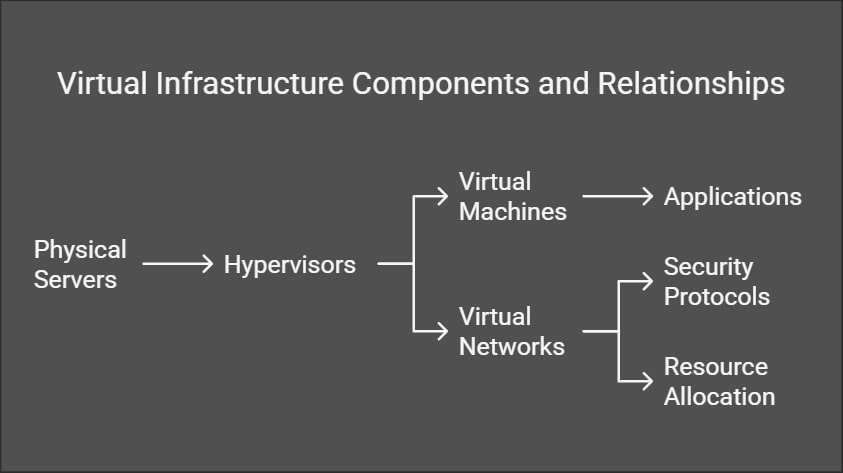 Virtual Infrastructure Components and Relationships
Physical
Servers
Hypervisors
Virtual
Machines
Applications
Virtual
Networks
Security
Protocols
Resource
Allocation